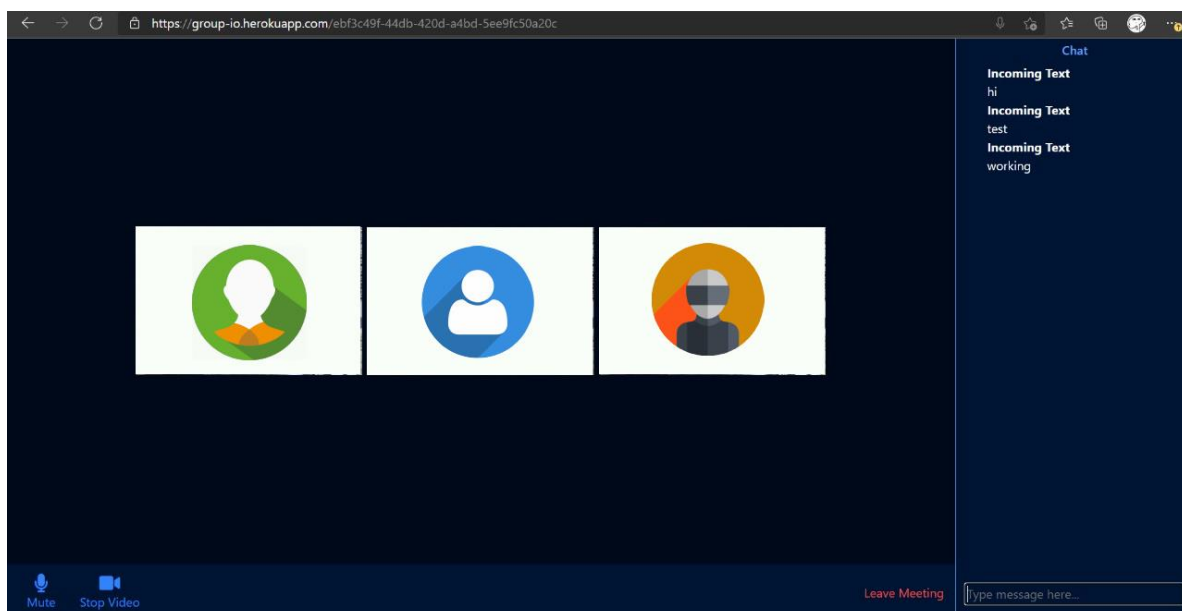 https://group-io.herokuapp.com/ebf3c49f-44db-420d-a4bd-5ee9fc50a20c
Chat
Incoming Text
hi
Incoming Text
test
Incoming Text
working
Mute
Stop Video
Leave Meeting
Type message here...